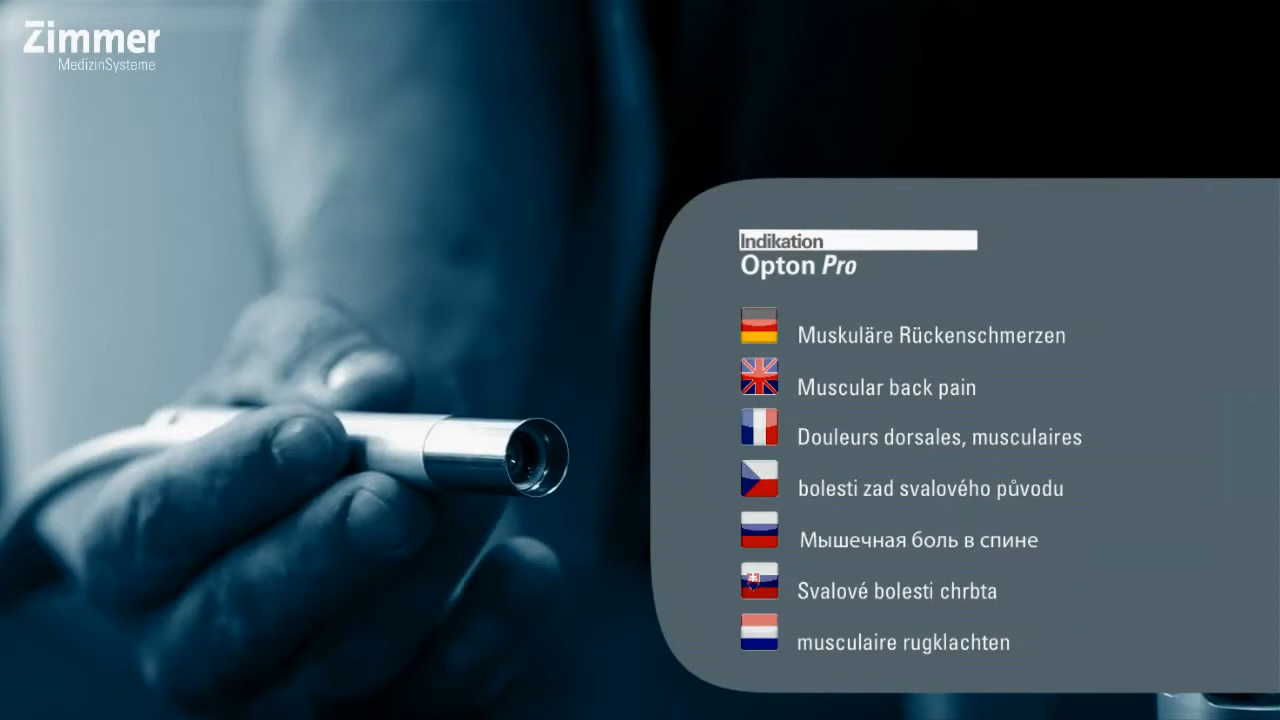 Zimmer
MedizinSysteme
Indikation
Opton Pro
Muskuläre Rückenschmerzen
Muscular back pain
Douleurs dorsales, musculaires
bolesti zad svalového původu
Мышечная боль в спине
Svalové bolesti chrbta
musculaire rugklachten